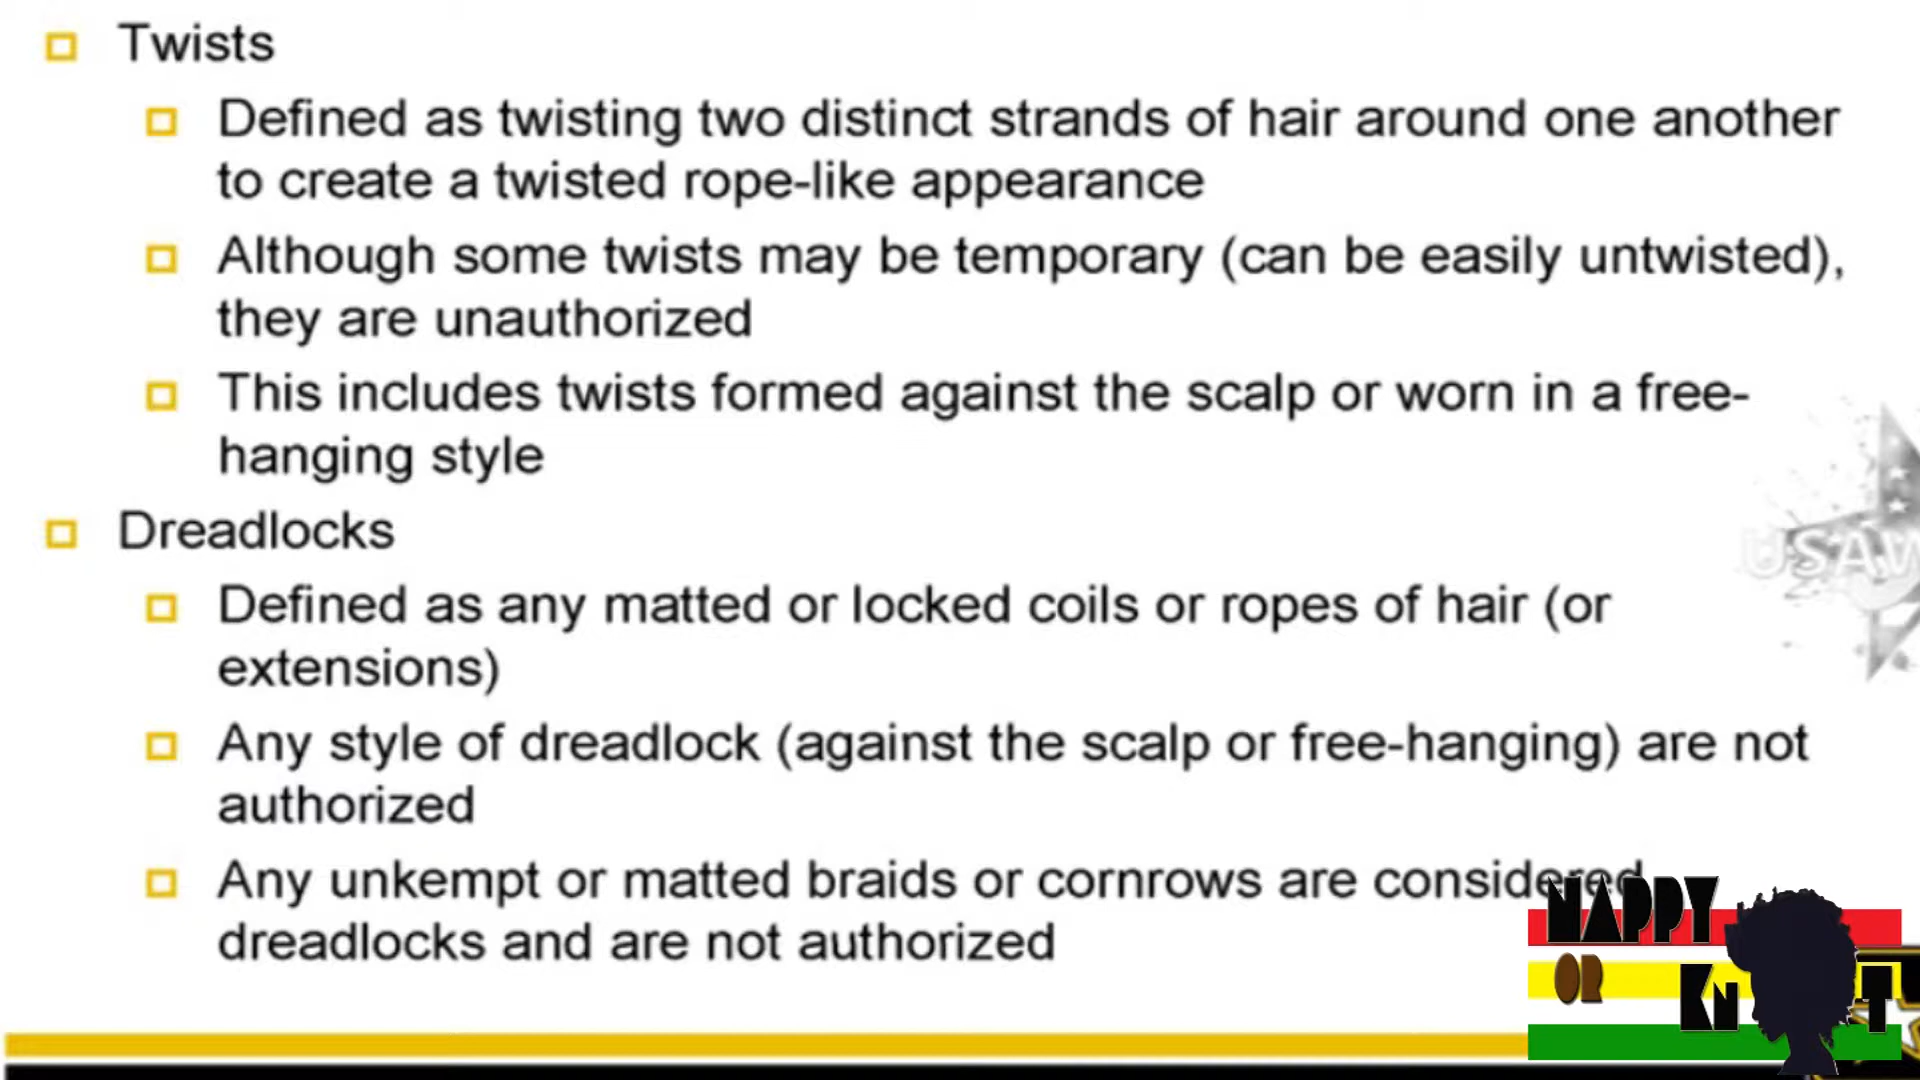 Twists
Defined as twisting two distinct strands of hair around one another
to create a twisted rope-like appearance
Although some twists may be temporary (can be easily untwisted),
they are unauthorized
This includes twists formed against the scalp or worn in a free-
hanging style
Dreadlocks
Defined as any matted or locked coils or ropes of hair (or
extensions)
Any style of dreadlock (against the scalp or free-hanging) are not
authorized
Any unkempt or matted braids or cornrows are considered
dreadlocks and are not authorized
NAPPY
OR